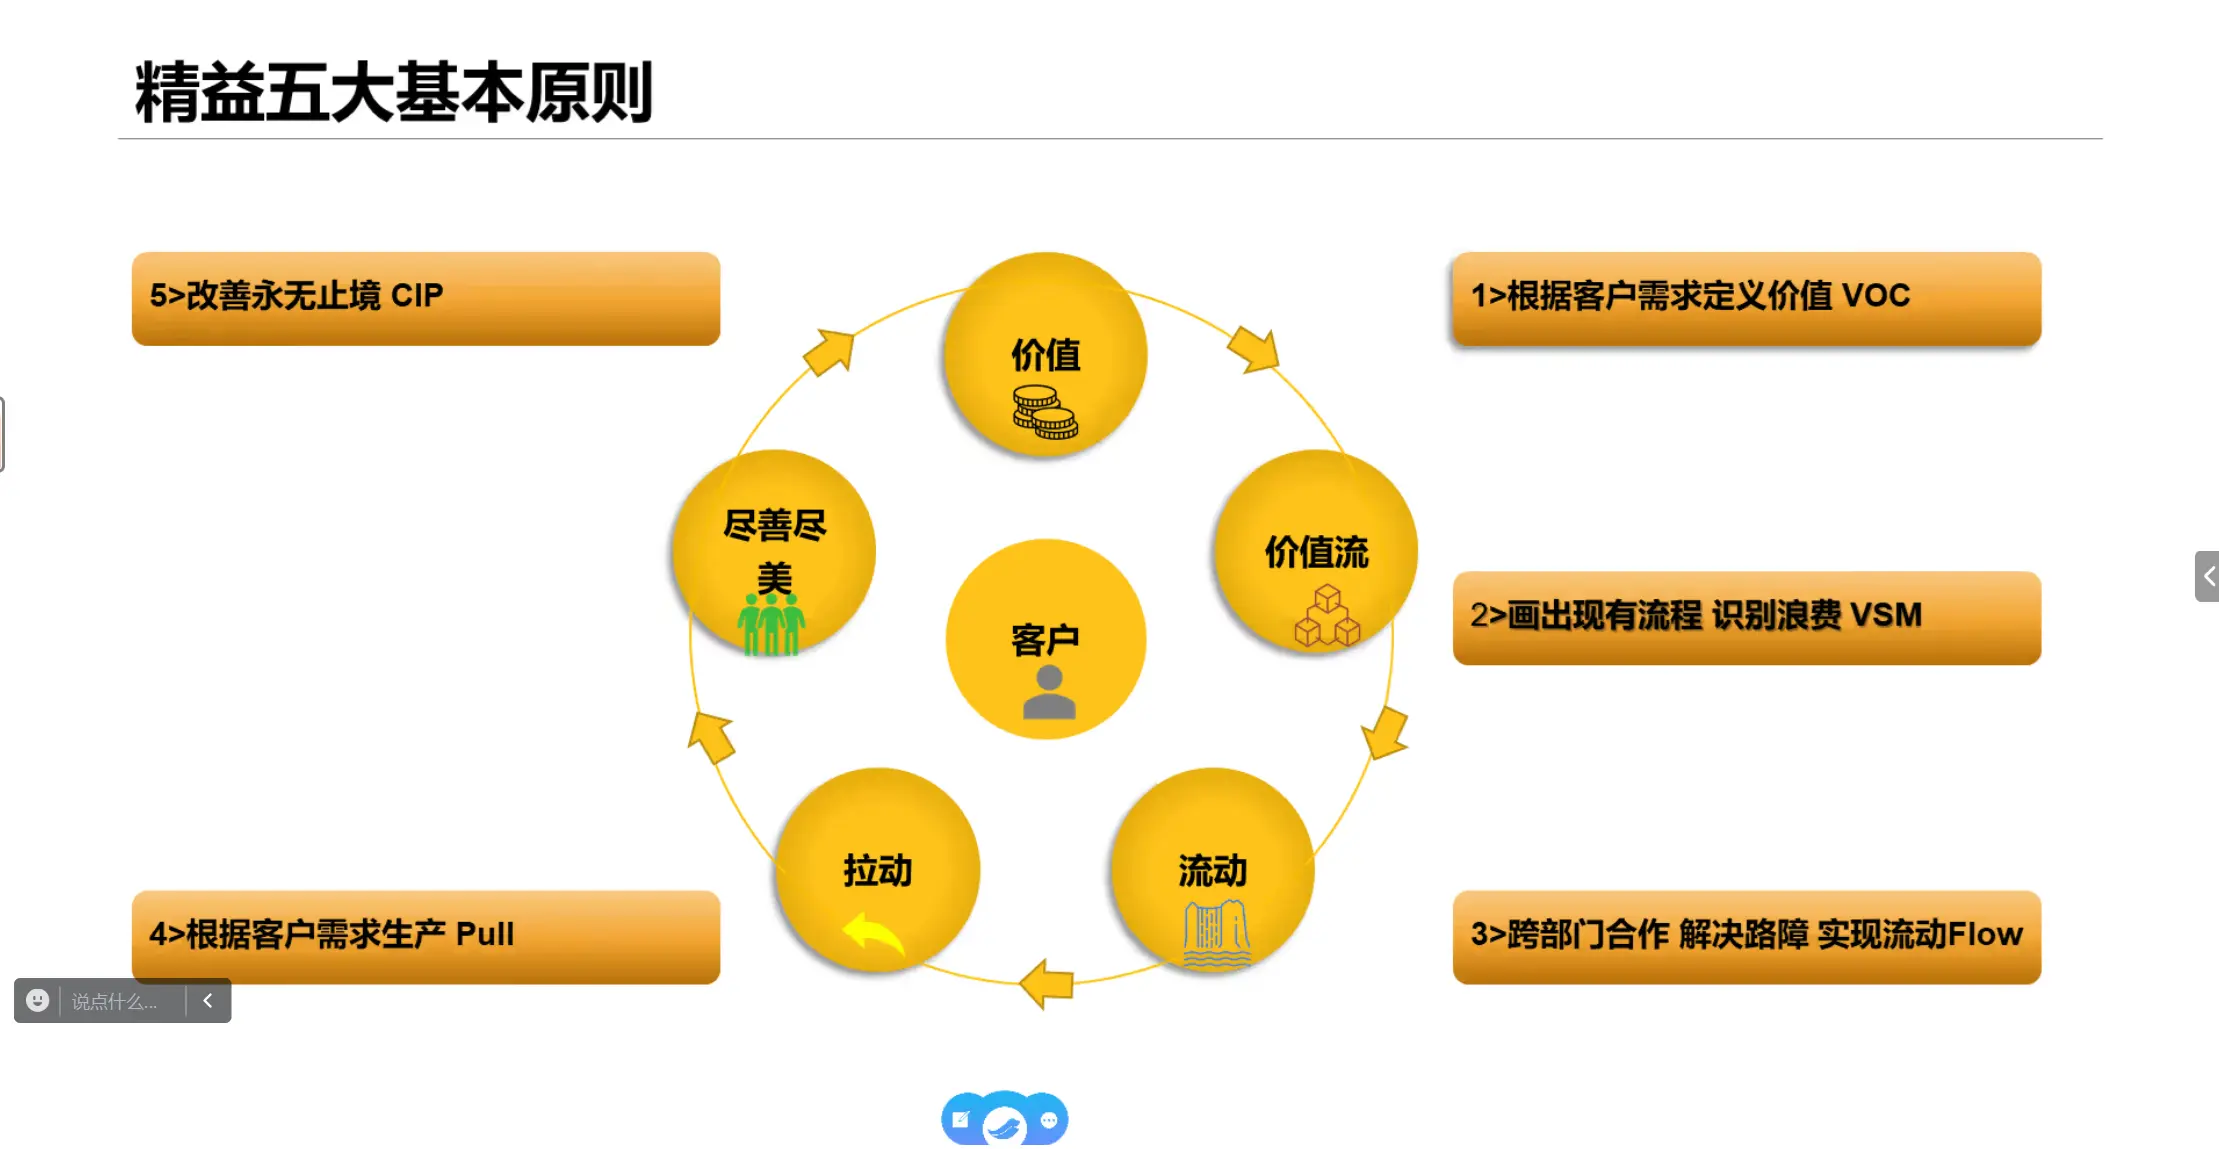 精益五大基本原则
5>改善永无止境 CIP
1>根据客户需求定义价值 VOC
价值
尽善尽
美
价值流
客户
2>画出现有流程 识别浪费 VSM
拉动
流动
4>根据客户需求生产 Pull
3>跨部门合作 解决路障 实现流动Flow
说点什么...